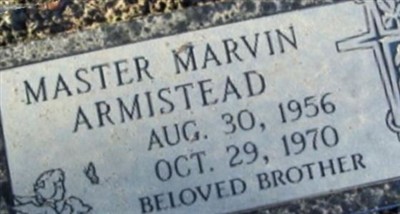 MASTER MARVIN
ARMISTEAD
AUG. 30, 1956
OCT. 29, 1970
BELOVED BROTHER